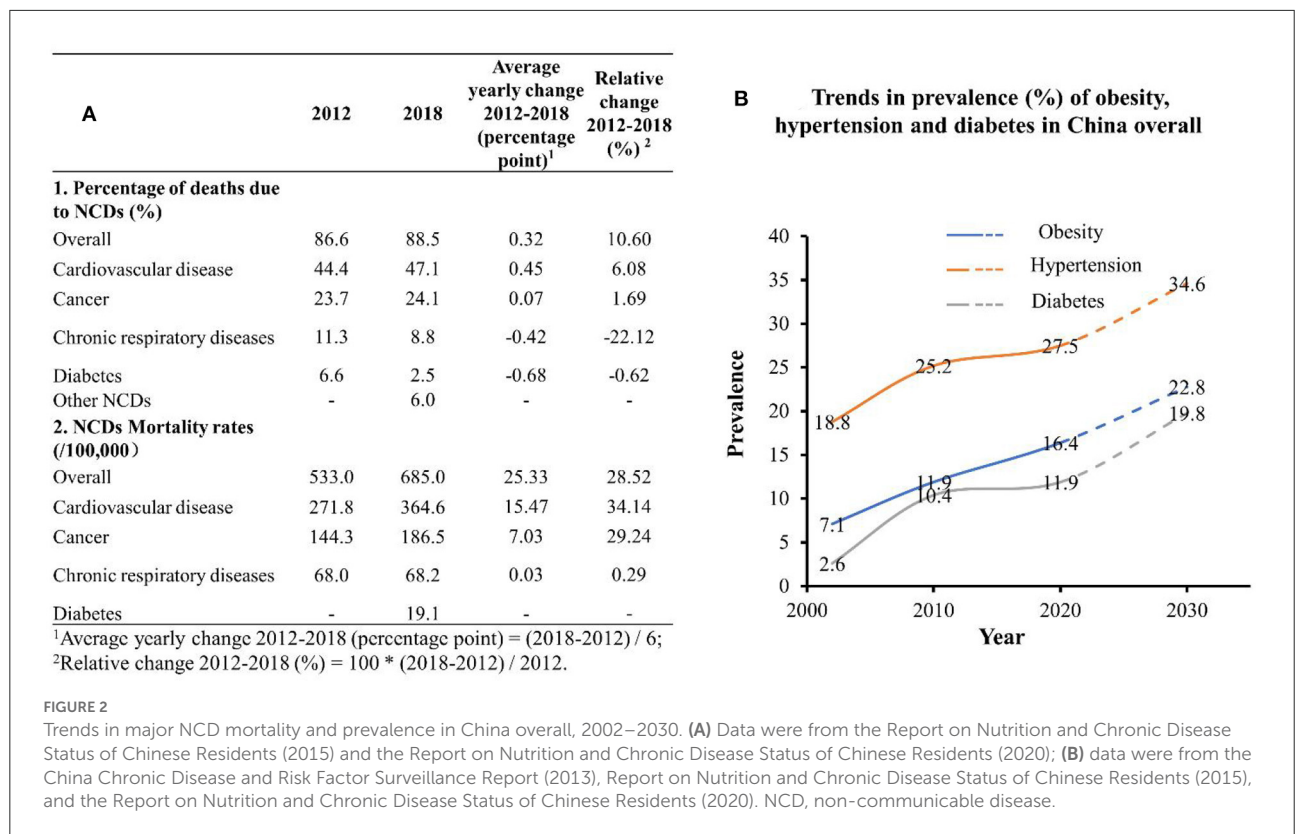 A
2012 2018 Average yearly change 2012-2018 (percentage point)1 Relative change 2012-2018 (%) 2
1. Percentage of deaths due
to NCDs (%)
Overall 86.6 88.5 0.32 10.60
Cardiovascular disease 44.4 47.1 0.45 6.08
Cancer 23.7 24.1 0.07 1.69
Chronic respiratory diseases 11.3 8.8 -0.42 -22.12
Diabetes 6.6 2.5 -0.68 -0.62
Other NCDs - 6.0 - -
2. NCDs Mortality rates
(/100,000）
Overall 533.0 685.0 25.33 28.52
Cardiovascular disease 271.8 364.6 15.47 34.14
Cancer 144.3 186.5 7.03 29.24
Chronic respiratory diseases 68.0 68.2 0.03 0.29
Diabetes - 19.1 - -
1Average yearly change 2012-2018 (percentage point) = (2018-2012) / 6;
2Relative change 2012-2018 (%) = 100 * (2018-2012) / 2012.
B
Trends in prevalence (%) of obesity,
hypertension and diabetes in China overall
Obesity
Hypertension
Diabetes
Prevalence
40
35
30
25
20
15
10
5
0
18.8 25.2 27.5 34.6
7.1 11.9 16.4 22.8
2.6 10.4 11.9 19.8
2000 2010 2020 2030
Year
FIGURE 2
Trends in major NCD mortality and prevalence in China overall, 2002–2030. (A) Data were from the Report on Nutrition and Chronic Disease
Status of Chinese Residents (2015) and the Report on Nutrition and Chronic Disease Status of Chinese Residents (2020); (B) data were from the
China Chronic Disease and Risk Factor Surveillance Report (2013), Report on Nutrition and Chronic Disease Status of Chinese Residents (2015),
and the Report on Nutrition and Chronic Disease Status of Chinese Residents (2020). NCD, non-communicable disease.